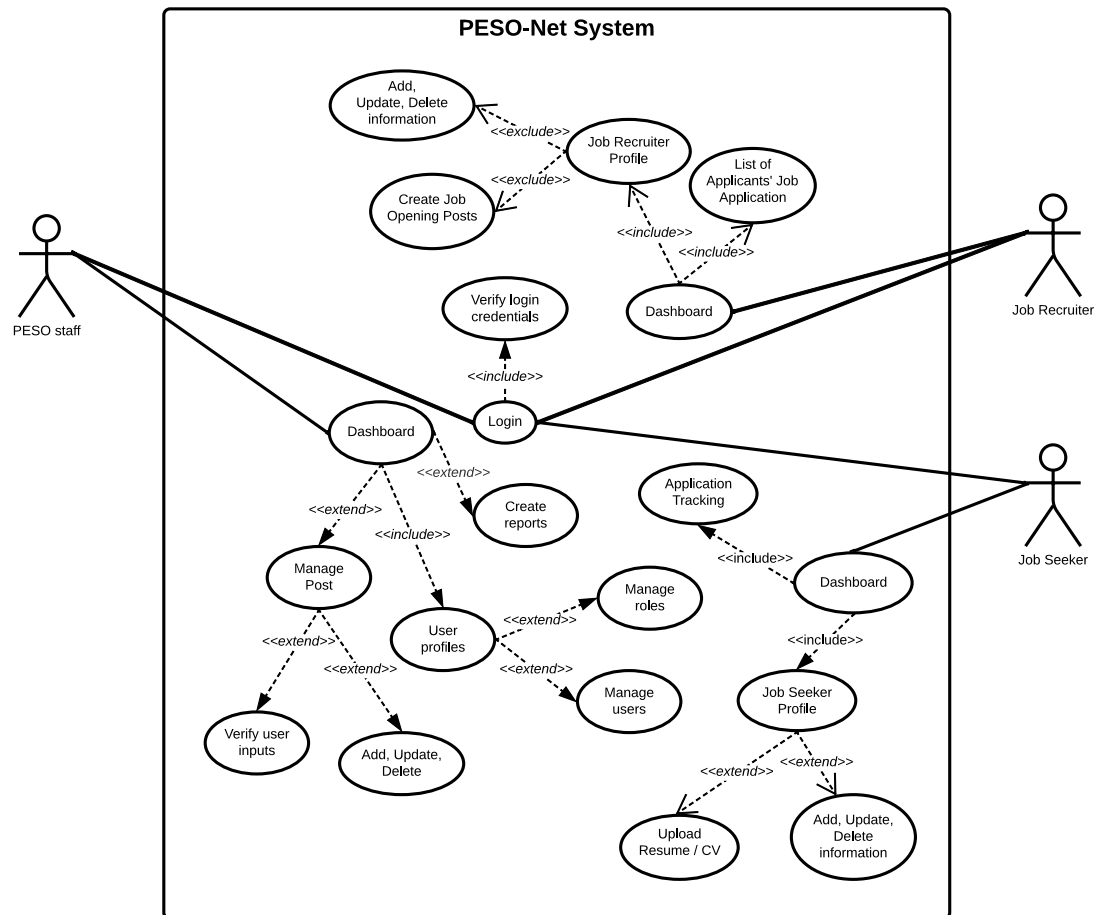 PESO-Net System
Add,
Update, Delete
information
<<exclude>>
Job Recruiter
Profile
List of
Applicants' Job
Application
<<exclude>>
Create Job
Opening Posts
<<include>>
<<include>>
PESO staff
Job Recruiter
Verify login
credentials
Dashboard
<<include>>
Login
Dashboard
<<extend>>
Application
Tracking
<<extend>>
Create
reports
<<include>>
<<include>>
Job Seeker
Manage
Post
Dashboard
Manage
roles
<<extend>>
User
profiles
<<extend>>
<<include>>
<<extend>>
<<extend>>
Manage
users
Job Seeker
Profile
Verify user
inputs
Add, Update,
Delete
<<extend>>
<<extend>>
Upload
Resume / CV
Add, Update,
Delete
information